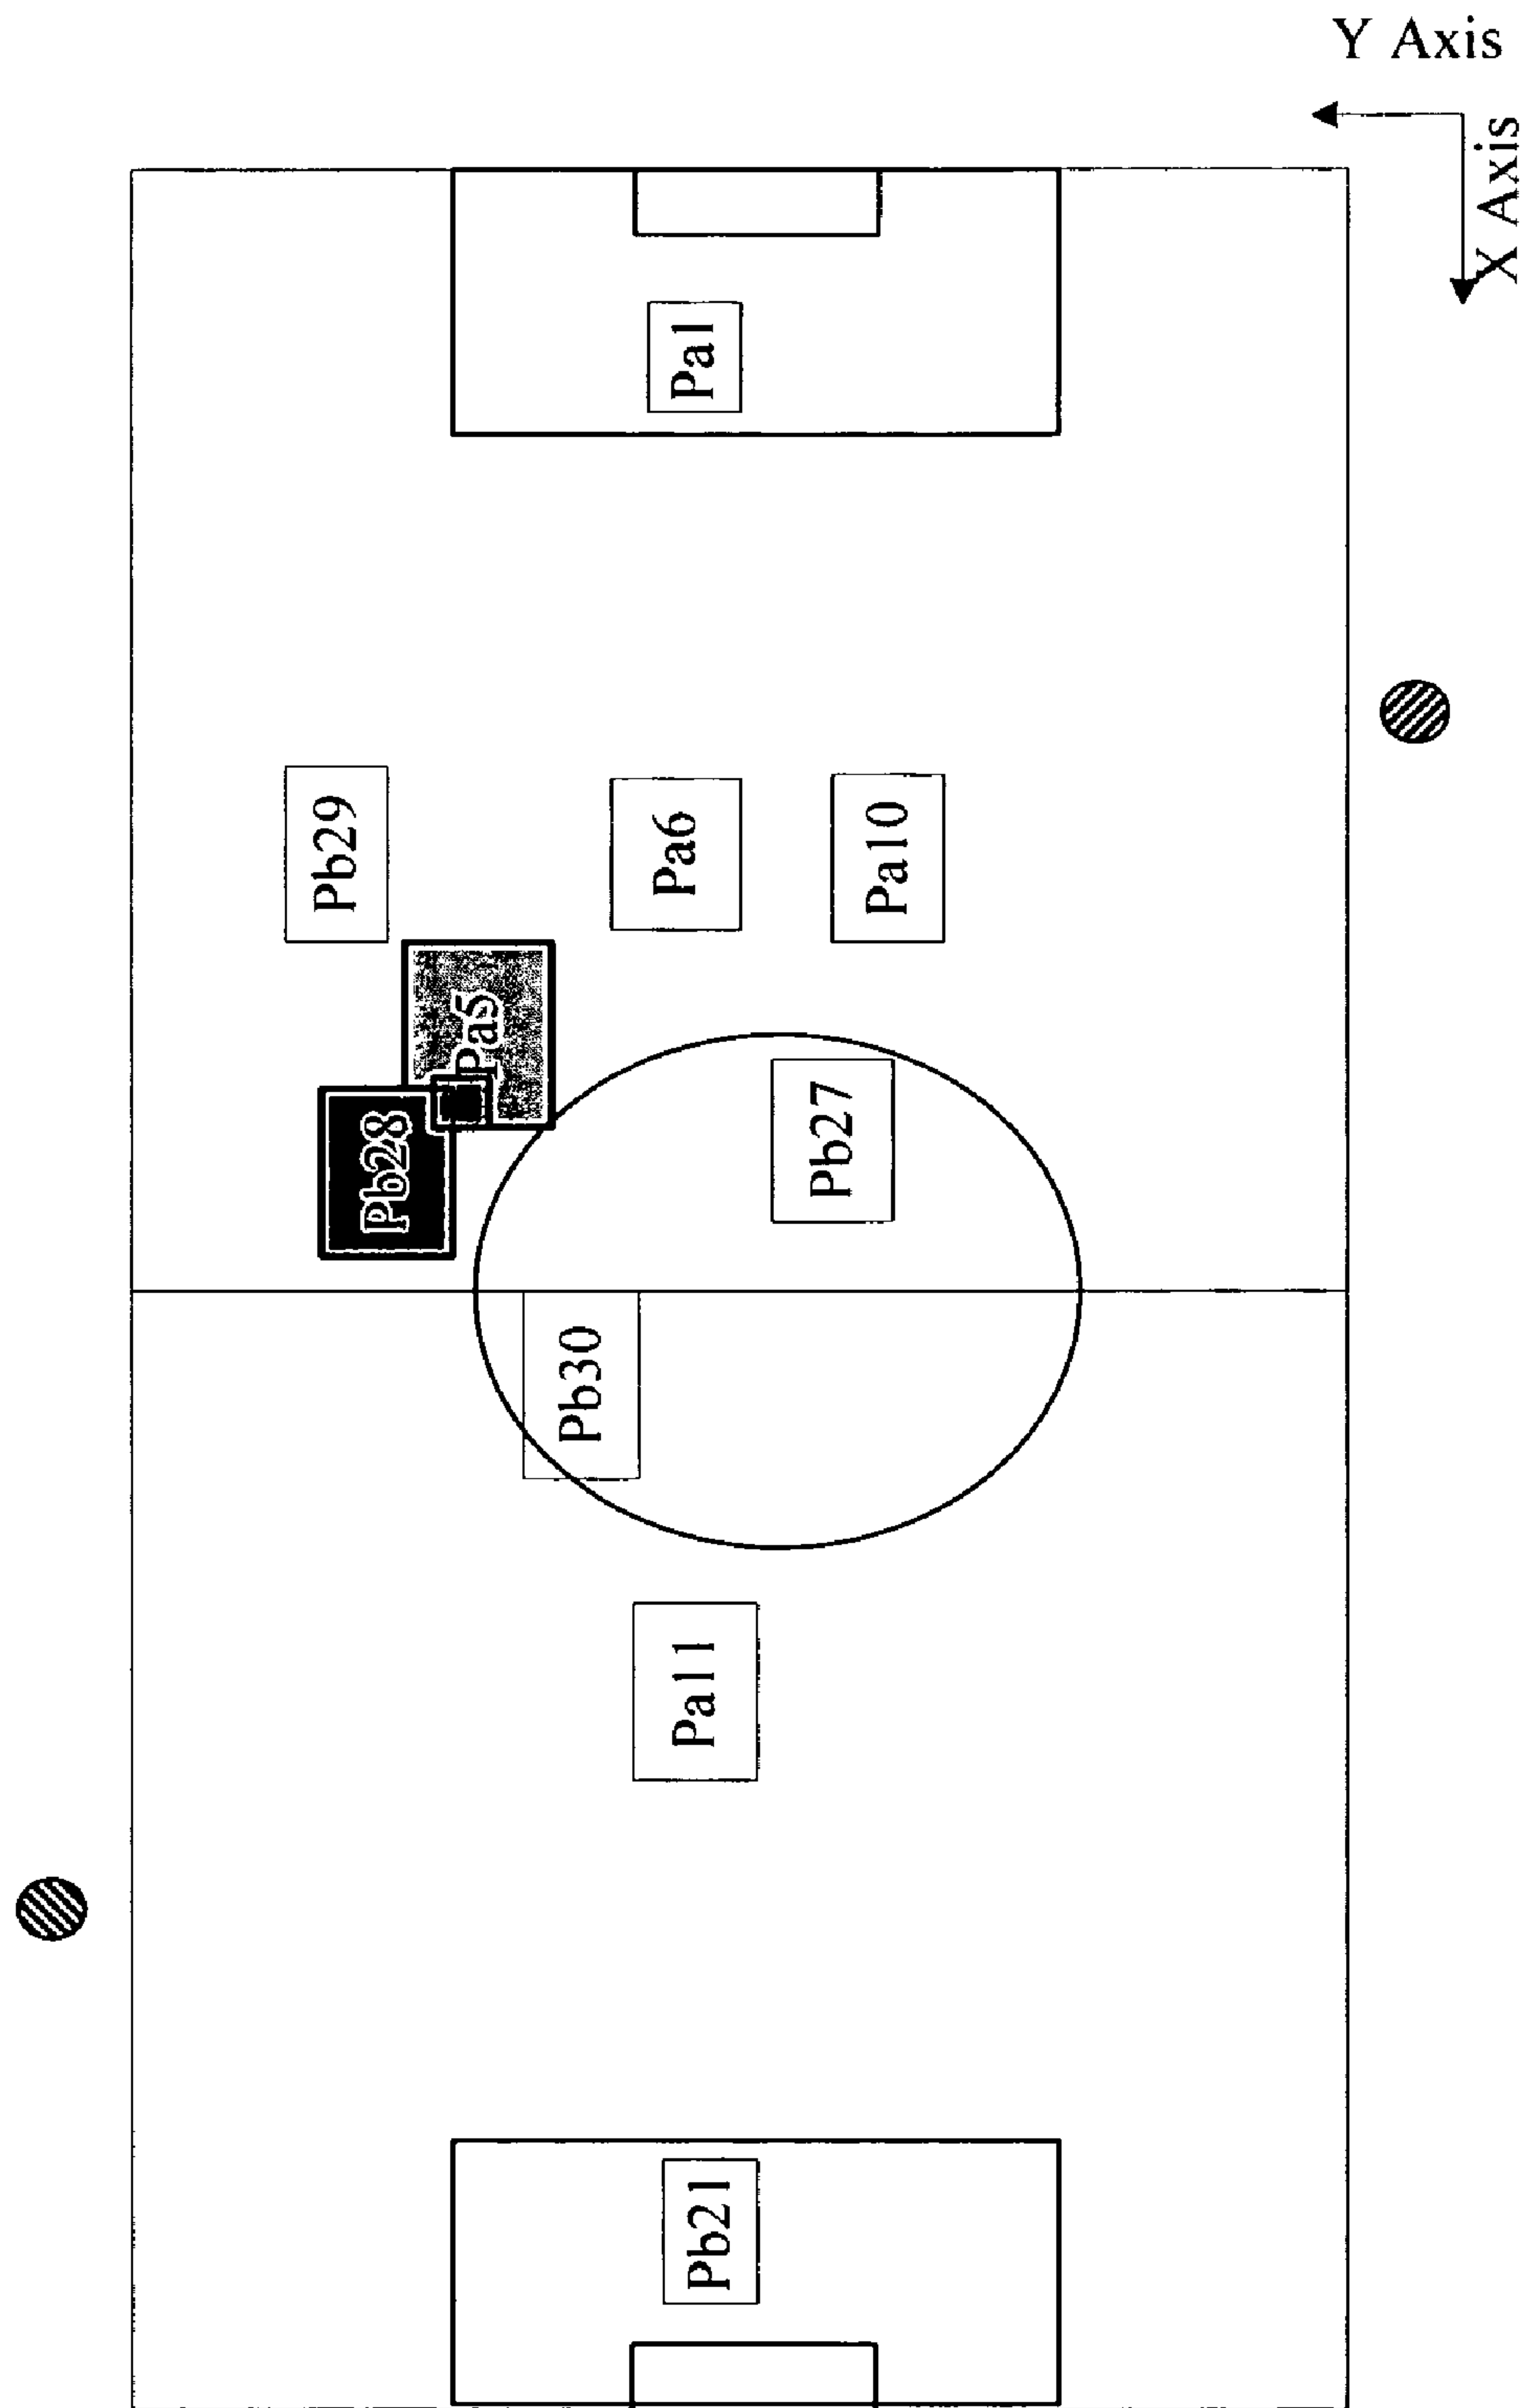 Y Axis
X Axis
Pa1
Pb29
Pa6
Pa10
Pa5
Pb28
Pb27
Pb30
Pa11
Pb21